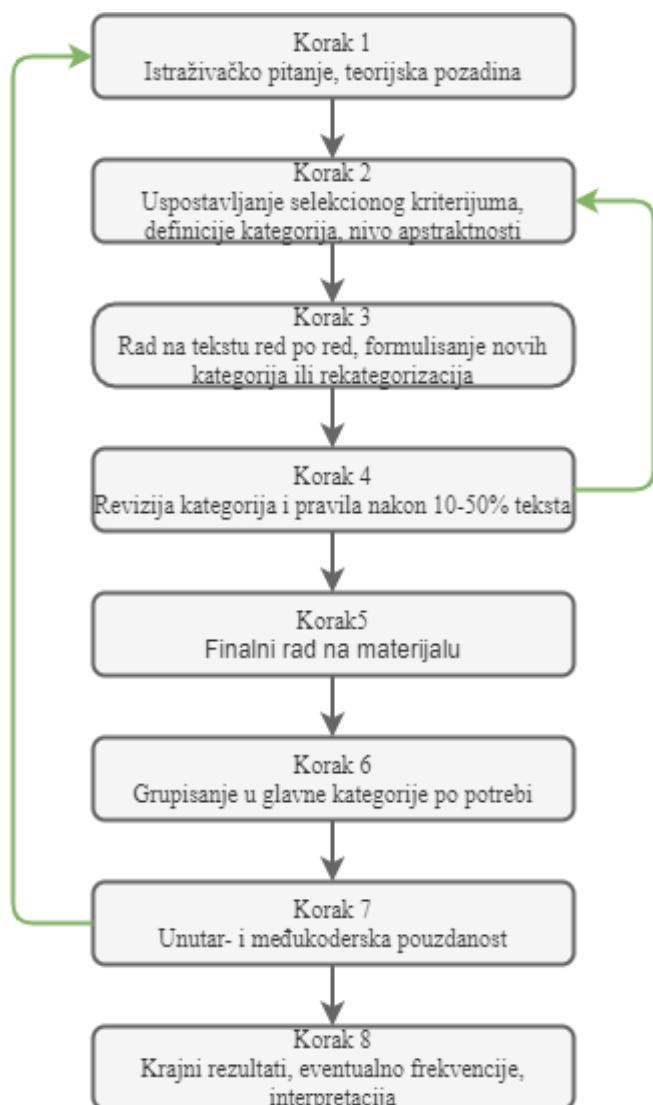 Korak 1
Istraživačko pitanje, teorijska pozadina
Korak 2
Uspostavljanje selekcionog kriterijuma,
definicije kategorija, nivo apstraktnosti
Korak 3
Rad na tekstu red po red, formulisanje novih
kategorija ili rekategorizacija
Korak 4
Revizija kategorija i pravila nakon 10-50% teksta
Korak5
Finalni rad na materijalu
Korak 6
Grupisanje u glavne kategorije po potrebi
Korak 7
Unutar- i međukoderska pouzdanost
Korak 8
Krajni rezultati, eventualno frekvencije,
interpretacija